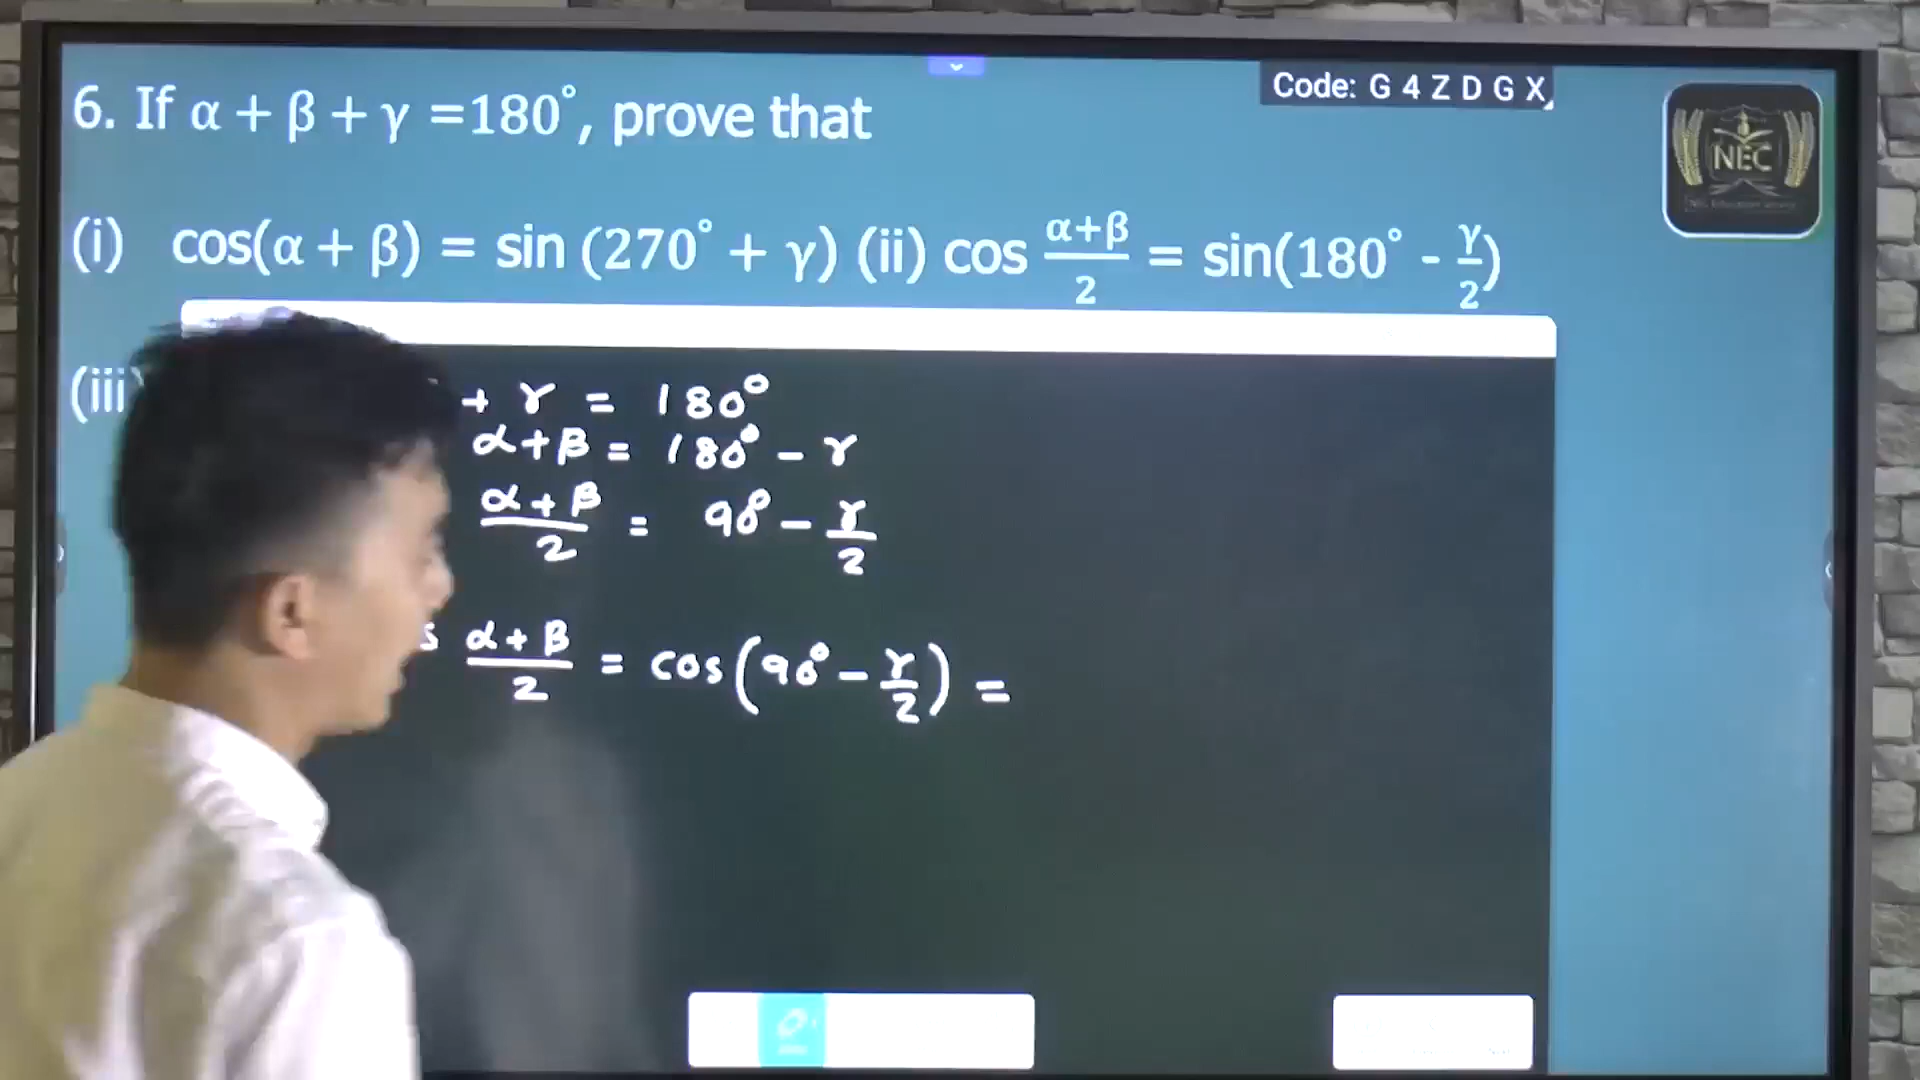 6. If α + β + γ =180°, prove that
Code: G 4 Z D G X
NEC
(i) cos(α + β) = sin (270° + γ) (ii) cos α+β/2 = sin(180° - γ/2)
(iii
+ γ = 180°
α+β = 180° - γ
α+β/2 = 90° - γ/2
s α+β/2 = cos(90° - γ/2) =